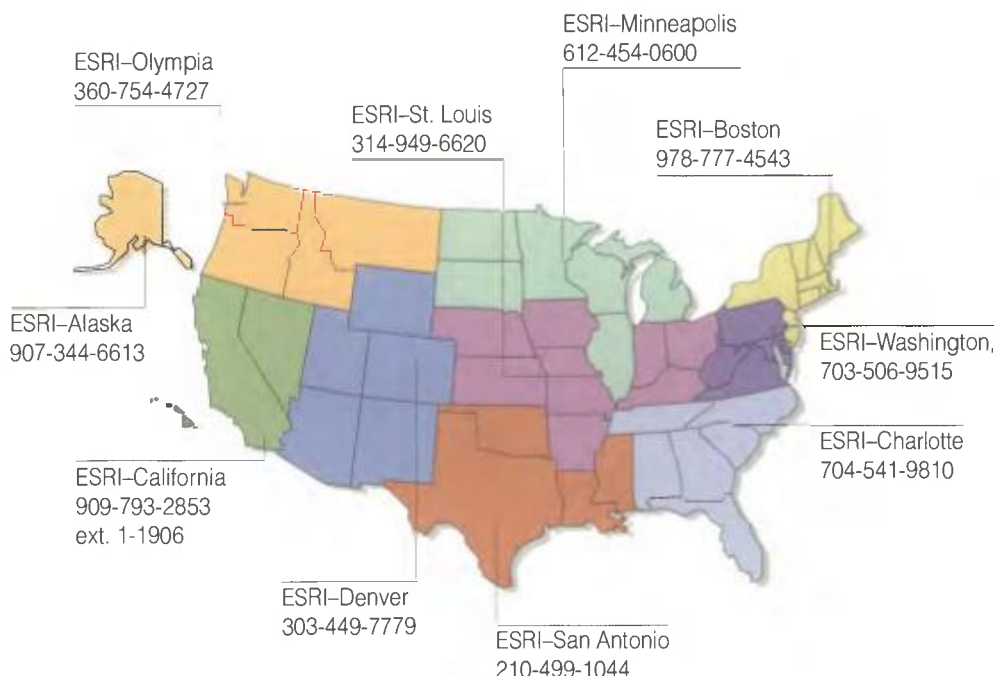 ESRI–Minneapolis
612-454-0600
ESRI–Olympia
360-754-4727
ESRI–St. Louis
314-949-6620
ESRI–Boston
978-777-4543
ESRI–Alaska
907-344-6613
ESRI–Washington,
703-506-9515
ESRI–Charlotte
704-541-9810
ESRI–California
909-793-2853
ext. 1-1906
ESRI–Denver
303-449-7779
ESRI–San Antonio
210-499-1044